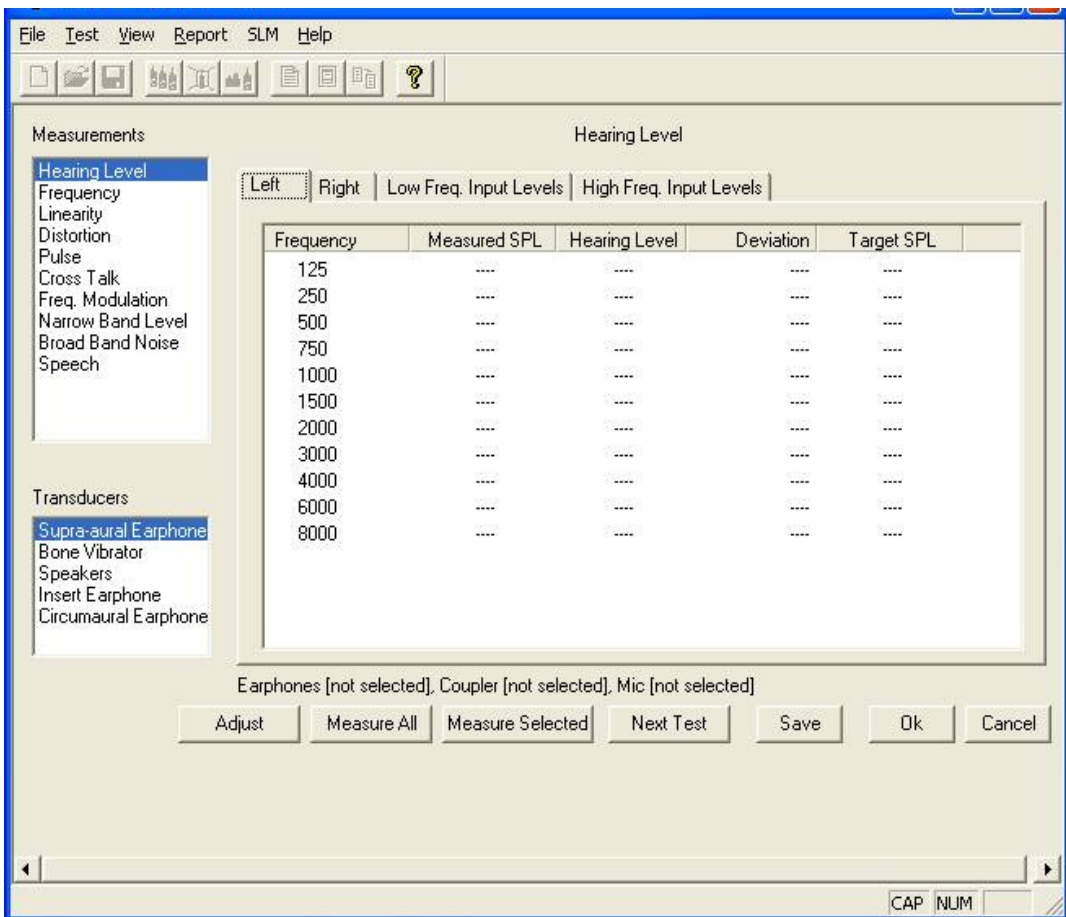 File Test View Report SLM Help
Measurements
Hearing Level
Frequency
Linearity
Distortion
Pulse
Cross Talk
Freq. Modulation
Narrow Band Level
Broad Band Noise
Speech
Transducers
Supra-aural Earphone
Bone Vibrator
Speakers
Insert Earphone
Circumaural Earphone
Hearing Level
Left Right Low Freq. Input Levels High Freq. Input Levels
Frequency Measured SPL Hearing Level Deviation Target SPL
125 ---- ---- ---- ----
250 ---- ---- ---- ----
500 ---- ---- ---- ----
750 ---- ---- ---- ----
1000 ---- ---- ---- ----
1500 ---- ---- ---- ----
2000 ---- ---- ---- ----
3000 ---- ---- ---- ----
4000 ---- ---- ---- ----
6000 ---- ---- ---- ----
8000 ---- ---- ---- ----
Earphones [not selected], Coupler [not selected], Mic [not selected]
Adjust Measure All Measure Selected Next Test Save Ok Cancel
CAP NUM